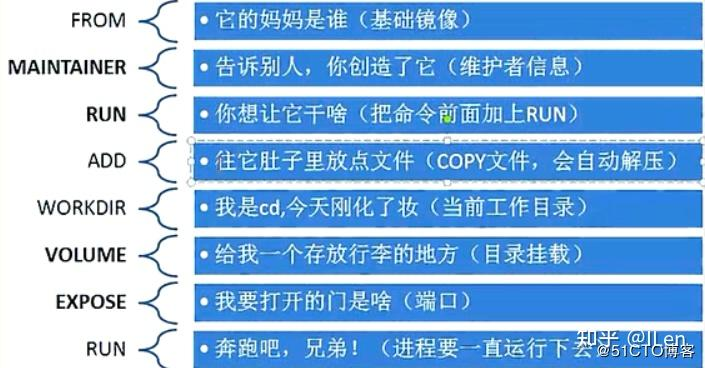 FROM
• 它的妈妈是谁（基础镜像）
MAINTAINER
• 告诉别人，你创造了它（维护者信息）
RUN
• 你想让它干啥（把命令前面加上RUN）
ADD
• 往它肚子里放点文件（COPY文件，会自动解压）
WORKDIR
• 我是cd,今天刚化了妆（当前工作目录）
VOLUME
• 给我一个存放行李的地方（目录挂载）
EXPOSE
• 我要打开的门是啥（端口）
RUN
• 奔跑吧，兄弟！（进程要一直运行下去）
知乎
@51CTO博客